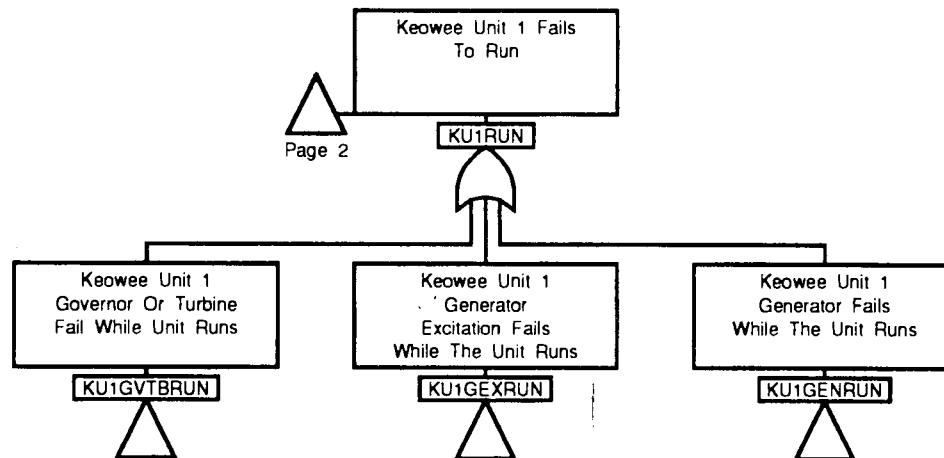 Keowee Unit 1 Fails
To Run
Page 2
KU1RUN
Keowee Unit 1
Governor Or Turbine
Fail While Unit Runs
KU1GVTBRUN
Keowee Unit 1
Generator
Excitation Fails
While The Unit Runs
KU1GEXRUN
Keowee Unit 1
Generator Fails
While The Unit Runs
KU1GENRUN